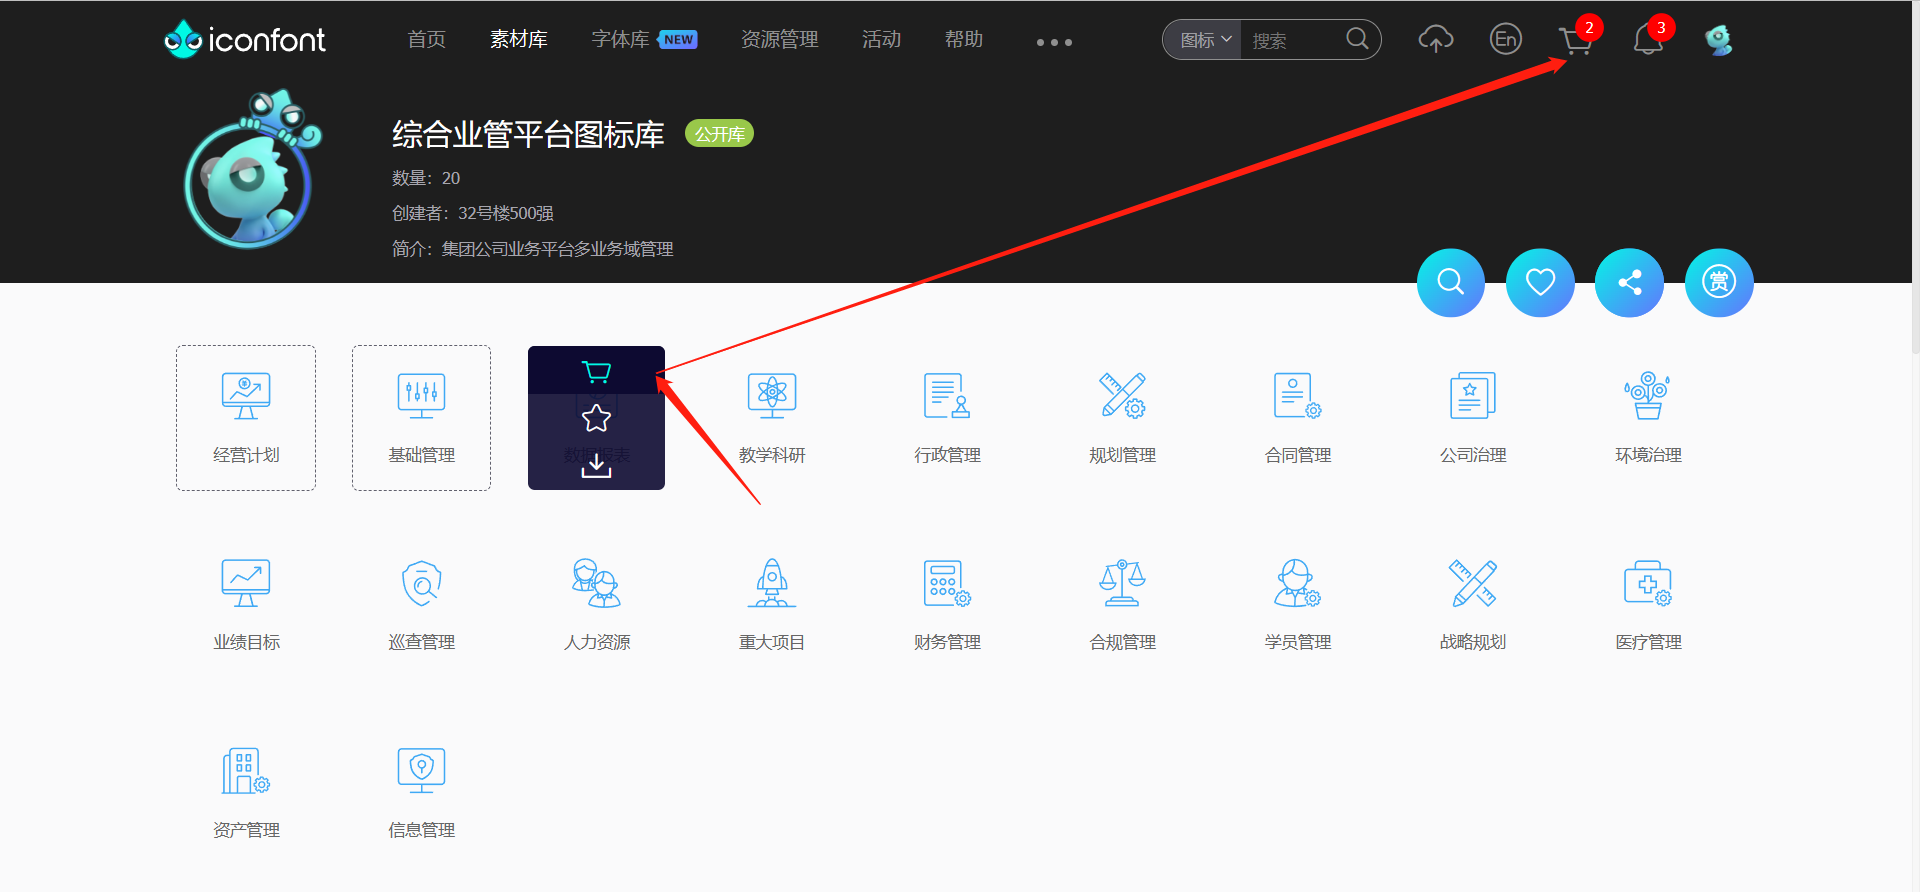 iconfont
首页
素材库
字体库 NEW
资源管理
活动
帮助
图标
搜索
En
2
3
综合业管平台图标库
公开库
数量：20
创建者：32号楼500强
简介：集团公司业务平台多业务域管理
赏
经营计划
基础管理
数据报表
教学科研
行政管理
规划管理
合同管理
公司治理
环境治理
业绩目标
巡查管理
人力资源
重大项目
财务管理
合规管理
学员管理
战略规划
医疗管理
资产管理
信息管理